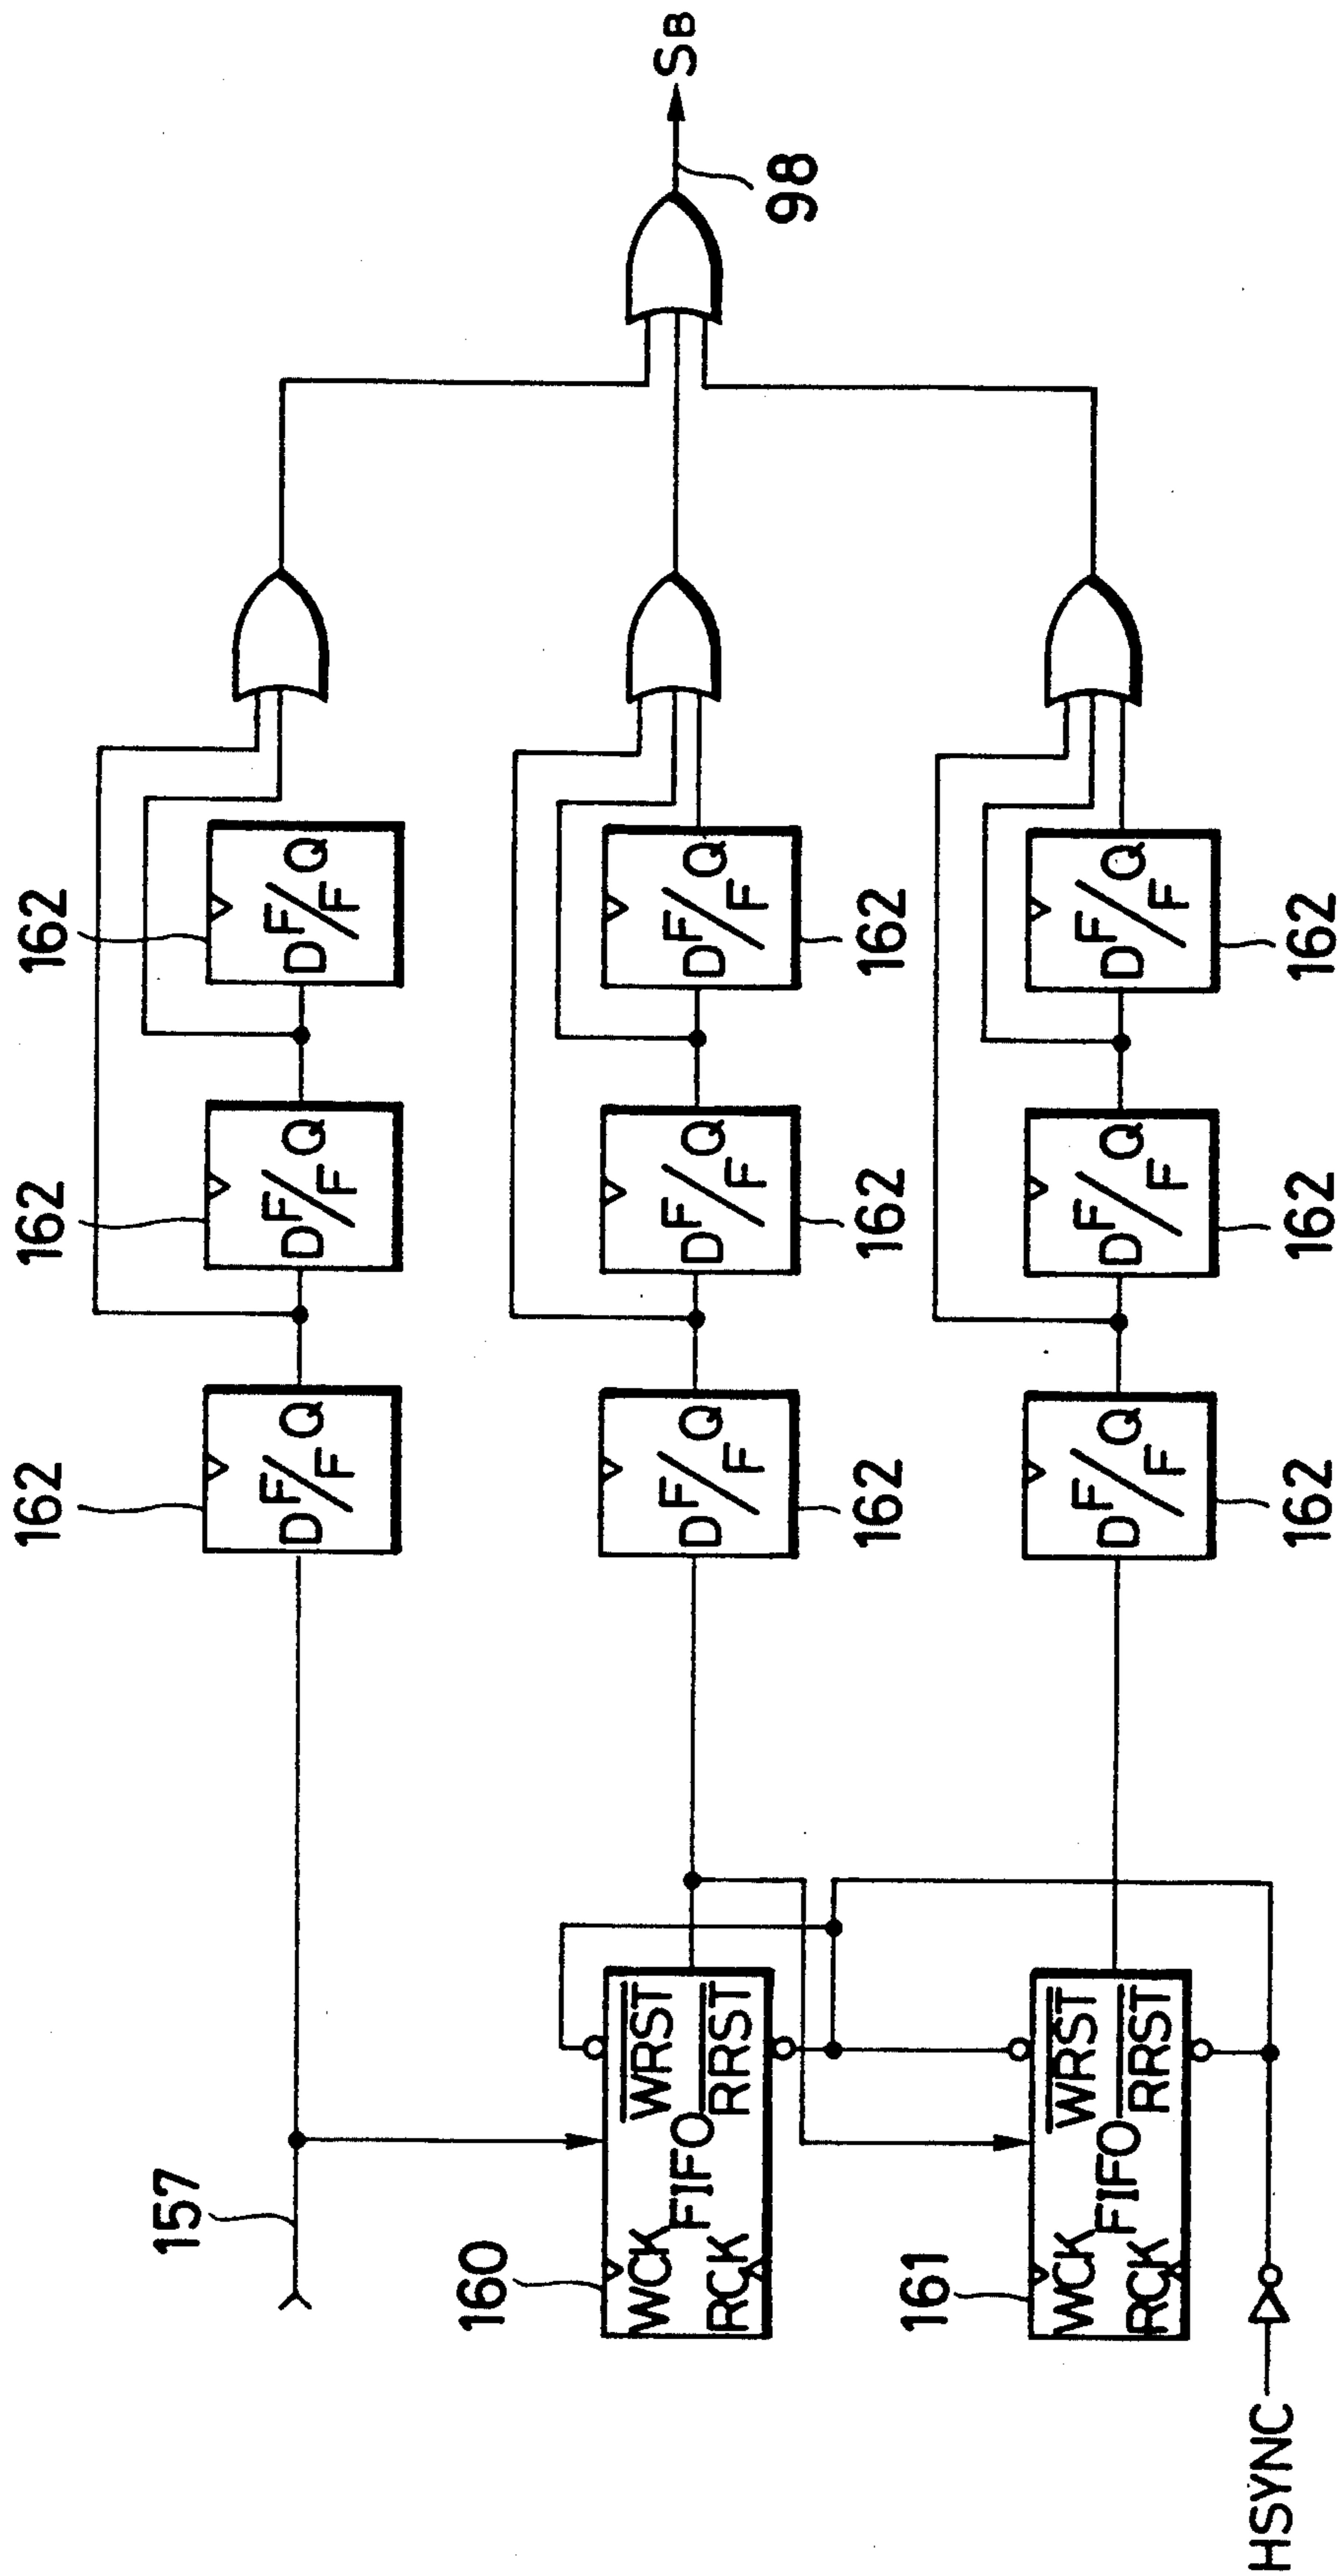 157
162
162
162
D F/F Q
D F/F Q
D F/F Q
SB
98
160
WCK
WRST
FIFO
RCK
RRST
D F/F Q
D F/F Q
D F/F Q
162
162
162
161
WCK
WRST
FIFO
RCK
RRST
D F/F Q
D F/F Q
D F/F Q
162
162
162
HSYNC